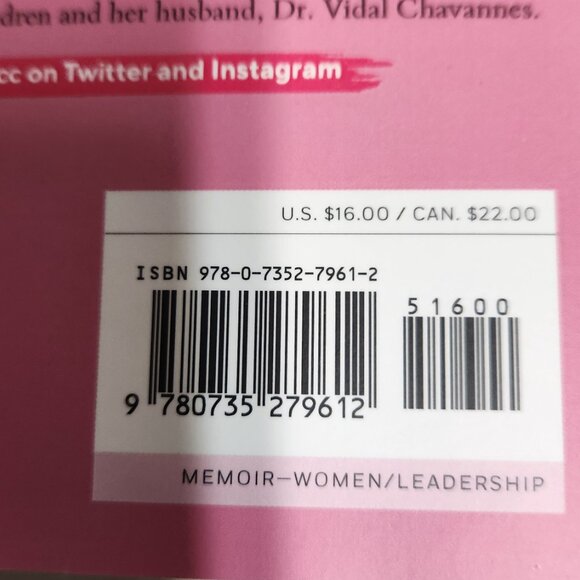 dren and her husband, Dr. Vidal Chavannes.
cc on Twitter and Instagram
U.S. $16.00 / CAN. $22.00
ISBN 978-0-7352-7961-2
51600
9 780735 279612
MEMOIR—WOMEN/LEADERSHIP